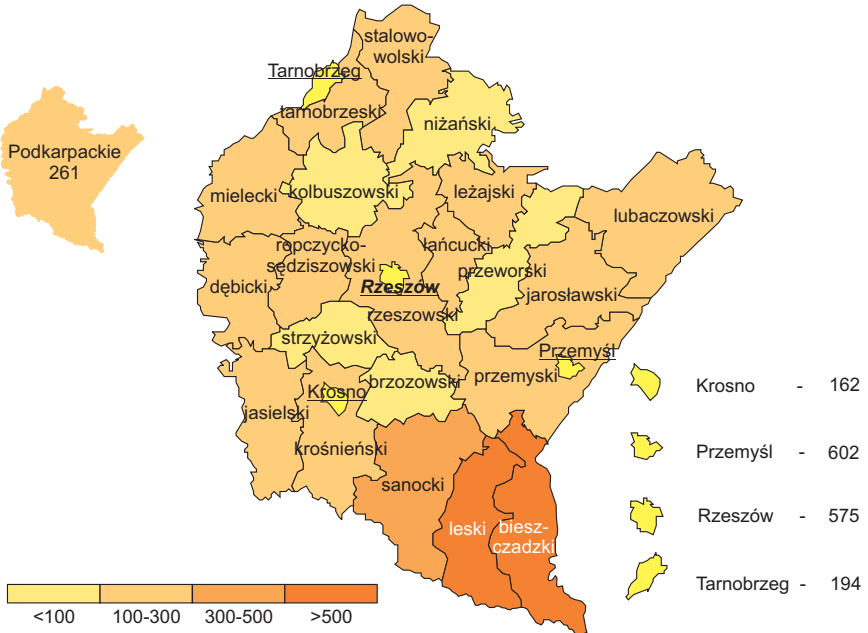 stalowo-
wolski
Tarnobrzeg
tarnobrzeski
niżański
Podkarpackie
261
mielecki
kolbuszowski
leżajski
lubaczowski
ropczycko-
sędziszowski
łańcucki
przeworski
dębicki
Rzeszów
jarosławski
rzeszowski
strzyżowski
Przemyśl
przemyski
brzozowski
Krosno
jasielski
krośnieński
sanocki
leski
biesz-
czadzki
Krosno - 162
Przemyśl - 602
Rzeszów - 575
Tarnobrzeg - 194
<100 100-300 300-500 >500